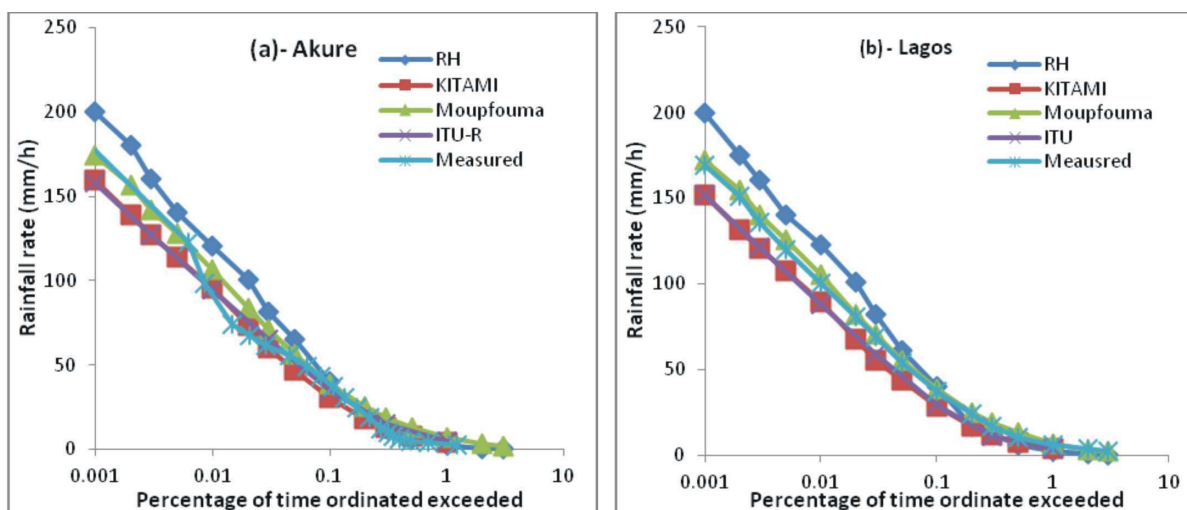 (a)- Akure
RH
KITAMI
Moupfouma
ITU-R
Measured
250
200
150
100
50
0
Rainfall rate (mm/h)
0.001 0.01 0.1 1 10
Percentage of time ordinated exceeded
(b) - Lagos
RH
KITAMI
Moupfouma
ITU
Meausred
250
200
150
100
50
0
Rainfall rate (mm/h)
0.001 0.01 0.1 1 10
Percentage of time ordinate exceeded